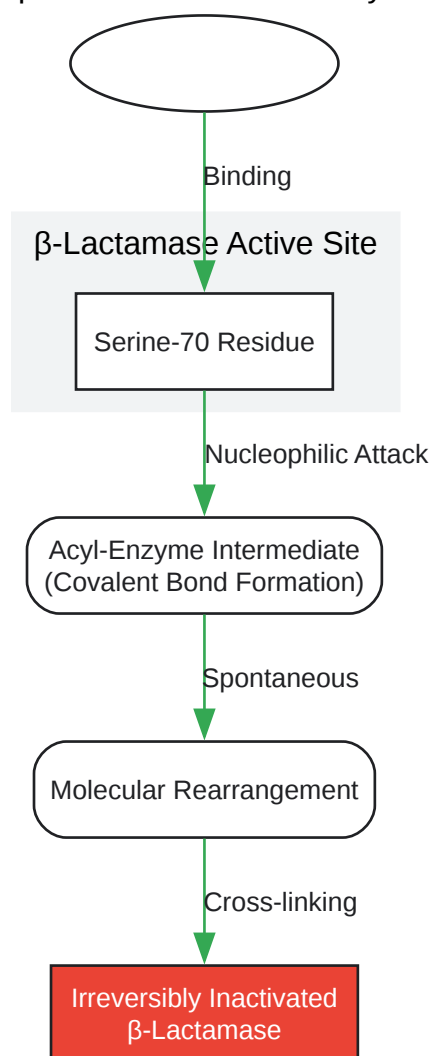 Binding
β-Lactamase Active Site
Serine-70 Residue
Nucleophilic Attack
Acyl-Enzyme Intermediate
(Covalent Bond Formation)
Spontaneous
Molecular Rearrangement
Cross-linking
Irreversibly Inactivated
β-Lactamase